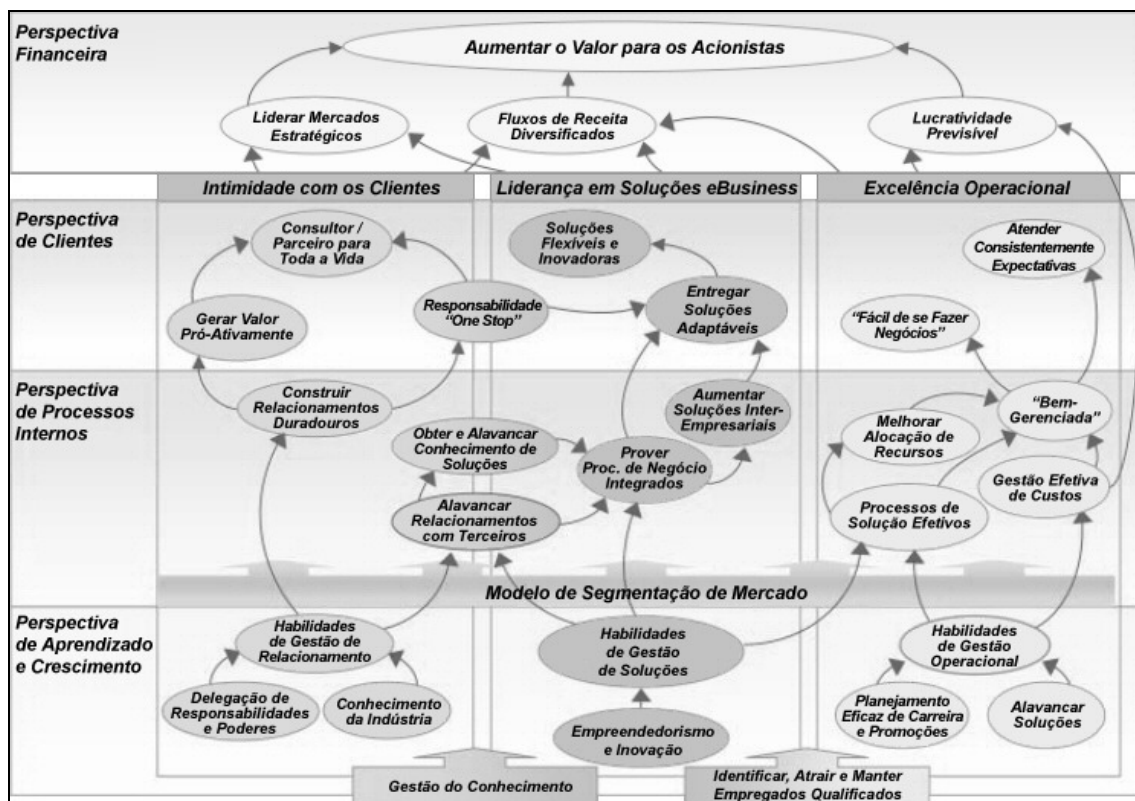 Perspectiva
Financeira
Aumentar o Valor para os Acionistas
Liderar Mercados
Estratégicos
Fluxos de Receita
Diversificados
Lucratividade
Previsível
Intimidade com os Clientes
Liderança em Soluções eBusiness
Excelência Operacional
Perspectiva
de Clientes
Consultor /
Parceiro para
Toda a Vida
Soluções
Flexíveis e
Inovadoras
Atender
Consistentemente
Expectativas
Gerar Valor
Pró-Ativamente
Responsabilidade
"One Stop"
Entregar
Soluções
Adaptáveis
"Fácil de se Fazer
Negócios"
Perspectiva
de Processos
Internos
Construir
Relacionamentos
Duradouros
Aumentar
Soluções Inter-
Empresariais
"Bem-
Gerenciada"
Obter e Alavancar
Conhecimento de
Soluções
Prover
Proc. de Negócio
Integrados
Melhorar
Alocação de
Recursos
Gestão Efetiva
de Custos
Alavancar
Relacionamentos
com Terceiros
Processos de
Solução Efetivos
Modelo de Segmentação de Mercado
Perspectiva
de Aprendizado
e Crescimento
Habilidades
de Gestão de
Relacionamento
Habilidades
de Gestão
de Soluções
Habilidades
de Gestão
Operacional
Delegação de
Responsabilidades
e Poderes
Conhecimento
da Indústria
Empreendedorismo
e Inovação
Planejamento
Eficaz de Carreira
e Promoções
Alavancar
Soluções
Gestão do Conhecimento
Identificar, Atrair e Manter
Empregados Qualificados